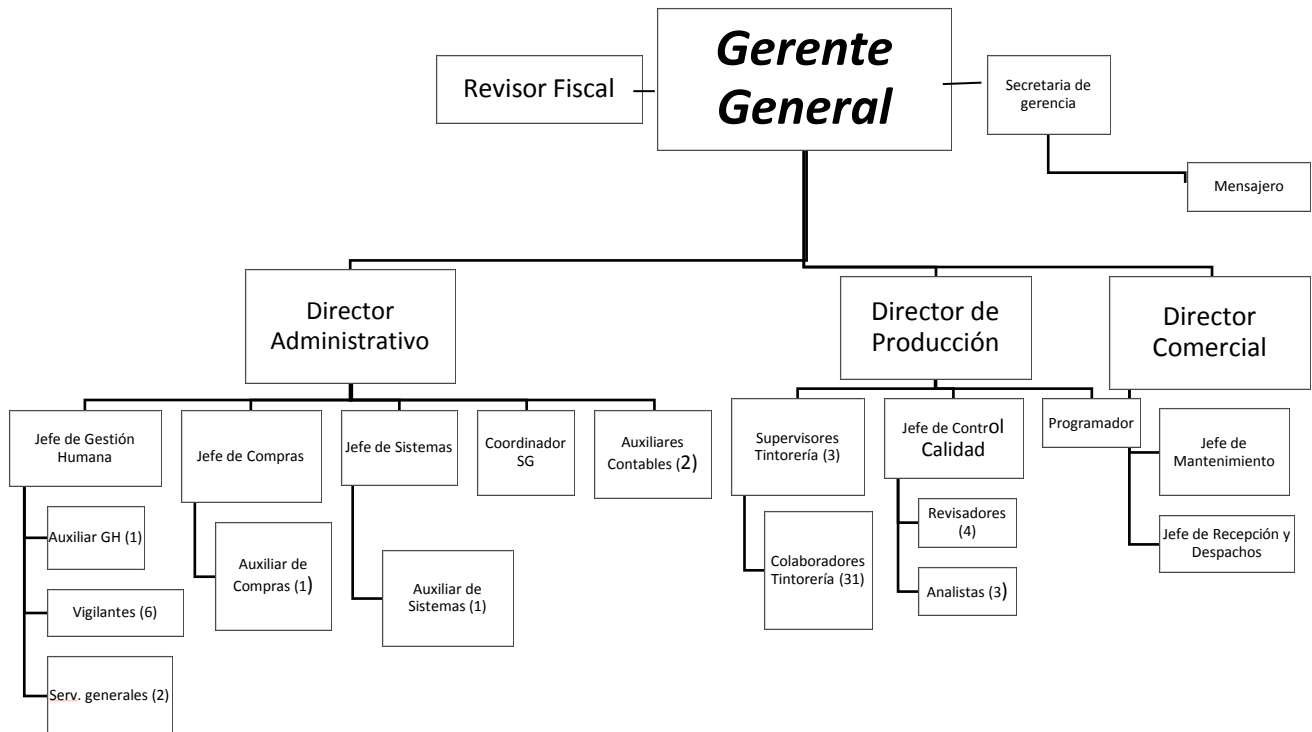 Gerente
General
Revisor Fiscal
Secretaria de
gerencia
Mensajero
Director
Administrativo
Director de
Producción
Director
Comercial
Jefe de Gestión
Humana
Jefe de Compras
Jefe de Sistemas
Coordinador
SG
Auxiliares
Contables (2)
Supervisores
Tintorería (3)
Jefe de Control
Calidad
Programador
Jefe de
Mantenimiento
Auxiliar GH (1)
Auxiliar de
Compras (1)
Auxiliar de
Sistemas (1)
Colaboradores
Tintorería (31)
Revisadores
(4)
Jefe de Recepción y
Despachos
Vigilantes (6)
Analistas (3)
Serv. generales (2)